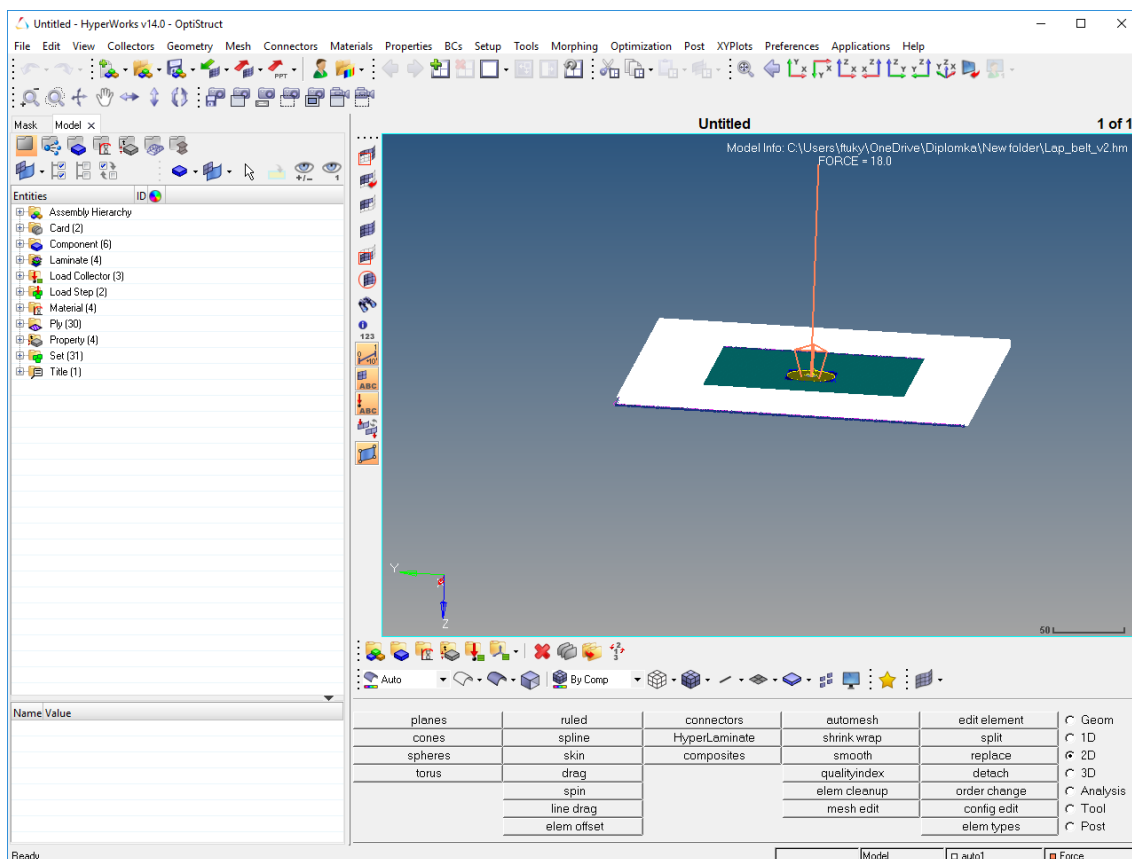 Untitled - HyperWorks v14.0 - OptiStruct
File Edit View Collectors Geometry Mesh Connectors Materials Properties BCs Setup Tools Morphing Optimization Post XYPlots Preferences Applications Help
Mask Model
Entities ID
Assembly Hierarchy
Card (2)
Component (6)
Laminate (4)
Load Collector (3)
Load Step (2)
Material (4)
Ply (30)
Property (4)
Set (31)
Title (1)
Name Value
Untitled 1 of 1
Model Info: C:\Users\ftuky\OneDrive\Diplomka\New folder\Lap_belt_v2.hm
FORCE = 18.0
123
ABC
ABC
Y
Z
50
Auto By Comp
planes ruled connectors automesh edit element Geom
cones spline HyperLaminate shrink wrap split 1D
spheres skin composites smooth replace 2D
torus drag qualityindex detach 3D
spin elem cleanup order change Analysis
line drag mesh edit config edit Tool
elem offset elem types Post
Ready Model auto1 Force